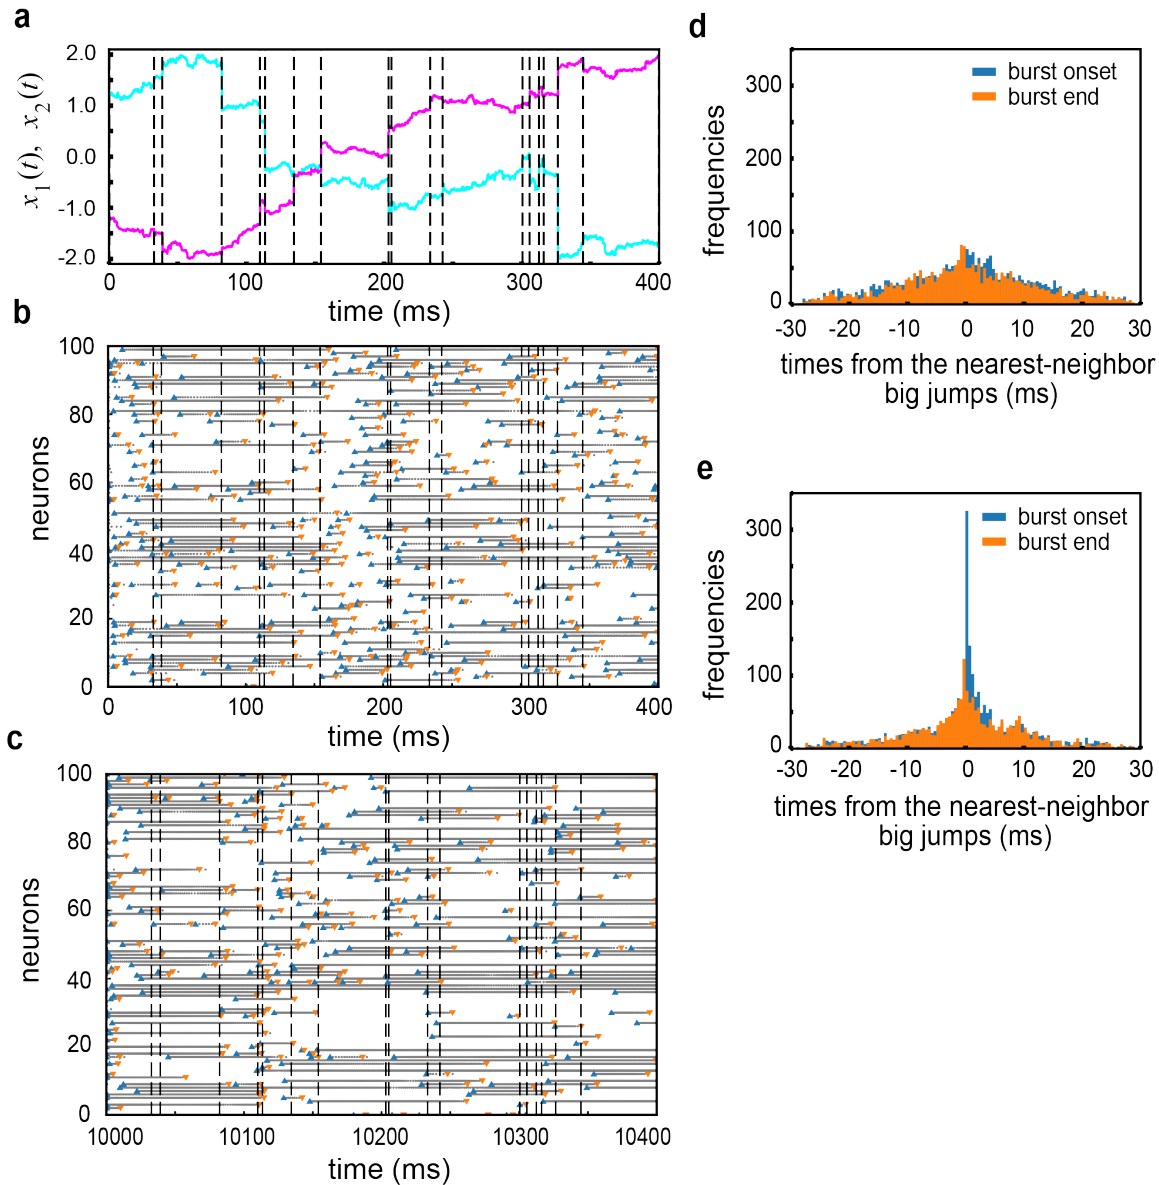 a
x1(t), x2(t)
2.0
1.0
0.0
-1.0
-2.0
0 100 200 300 400
time (ms)
b
neurons
100
80
60
40
20
0
0 100 200 300 400
time (ms)
c
neurons
100
80
60
40
20
0
10000 10100 10200 10300 10400
time (ms)
d
frequencies
300
200
100
0
burst onset
burst end
-30 -20 -10 0 10 20 30
times from the nearest-neighbor
big jumps (ms)
e
frequencies
300
200
100
0
burst onset
burst end
-30 -20 -10 0 10 20 30
times from the nearest-neighbor
big jumps (ms)